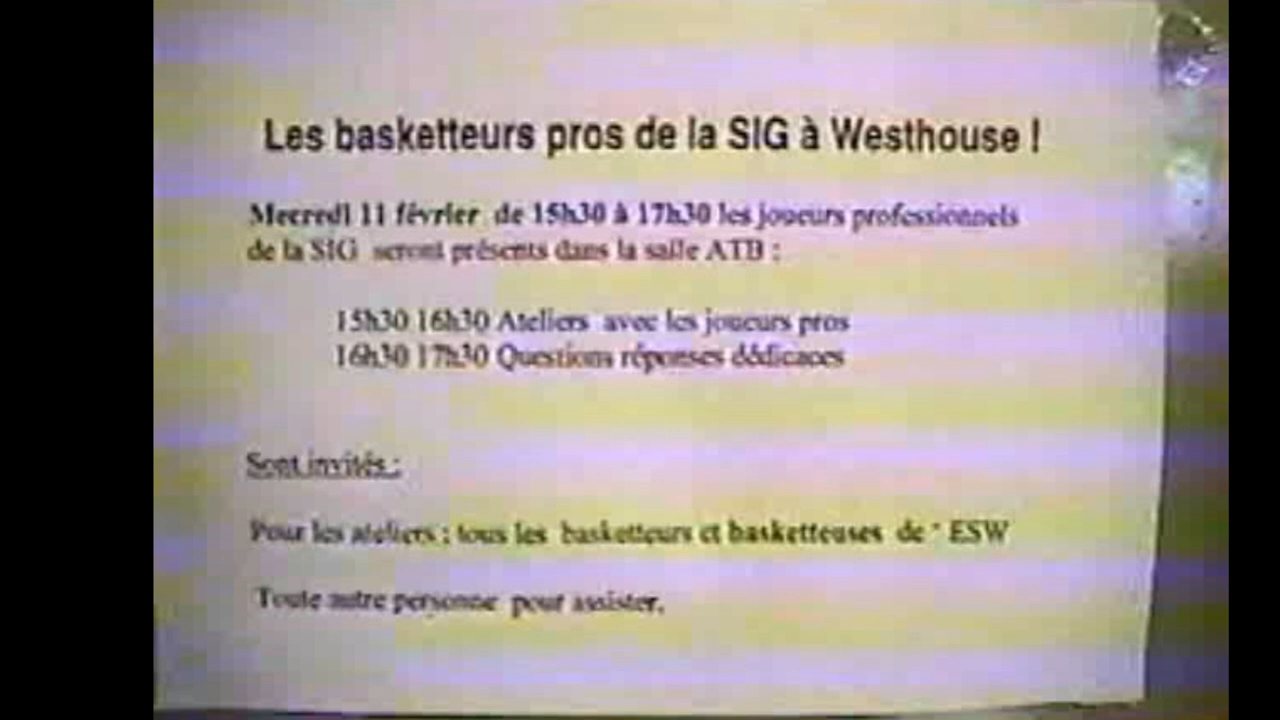 Les basketteurs pros de la SIG à Westhouse !
Mecredi 11 février de 15h30 à 17h30 les joueurs professionnels
de la SIG seront présents dans la salle ATB :
15h30 16h30 Ateliers avec les joueurs pros
16h30 17h30 Questions réponses dédicaces
Sont invités :
Pour les ateliers : tous les basketteurs et basketteuses de ESW
Toute autre personne pour assister.